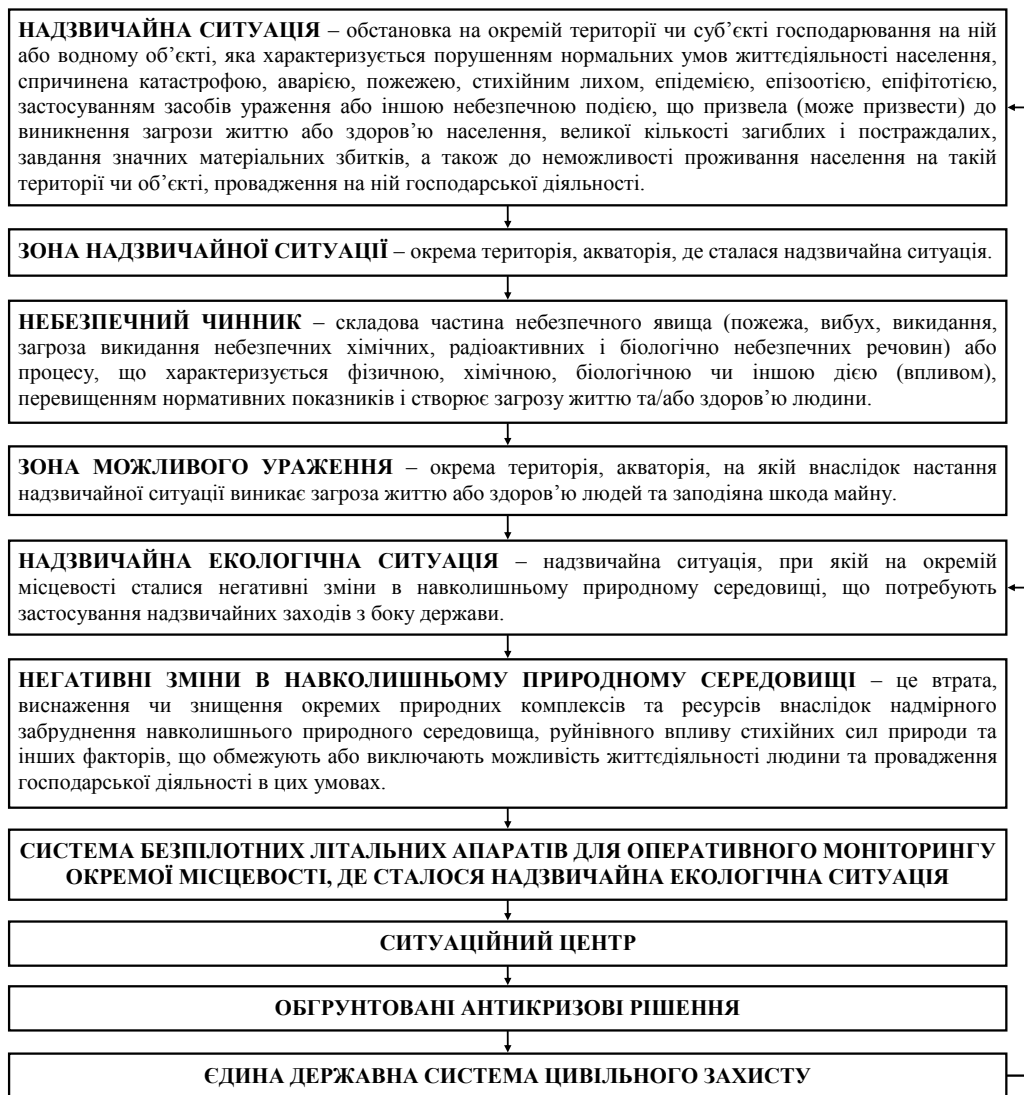 НАДЗВИЧАЙНА СИТУАЦІЯ – обстановка на окремій території чи суб’єкті господарювання на ній
або водному об’єкті, яка характеризується порушенням нормальних умов життєдіяльності населення,
спричинена катастрофою, аварією, пожежею, стихійним лихом, епідемією, епізоотією, епіфітотією,
застосуванням засобів ураження або іншою небезпечною подією, що призвела (може призвести) до
виникнення загрози життю або здоров’ю населення, великої кількості загиблих і постраждалих,
завдання значних матеріальних збитків, а також до неможливості проживання населення на такій
території чи об’єкті, провадження на ній господарської діяльності.
ЗОНА НАДЗВИЧАЙНОЇ СИТУАЦІЇ – окрема територія, акваторія, де сталася надзвичайна ситуація.
НЕБЕЗПЕЧНИЙ ЧИННИК – складова частина небезпечного явища (пожежа, вибух, викидання,
загроза викидання небезпечних хімічних, радіоактивних і біологічно небезпечних речовин) або
процесу, що характеризується фізичною, хімічною, біологічною чи іншою дією (впливом),
перевищенням нормативних показників і створює загрозу життю та/або здоров’ю людини.
ЗОНА МОЖЛИВОГО УРАЖЕННЯ – окрема територія, акваторія, на якій внаслідок настання
надзвичайної ситуації виникає загроза життю або здоров’ю людей та заподіяна шкода майну.
НАДЗВИЧАЙНА ЕКОЛОГІЧНА СИТУАЦІЯ – надзвичайна ситуація, при якій на окремій
місцевості сталися негативні зміни в навколишньому природному середовищі, що потребують
застосування надзвичайних заходів з боку держави.
НЕГАТИВНІ ЗМІНИ В НАВКОЛИШНЬОМУ ПРИРОДНОМУ СЕРЕДОВИЩІ – це втрата,
виснаження чи знищення окремих природних комплексів та ресурсів внаслідок надмірного
забруднення навколишнього природного середовища, руйнівного впливу стихійних сил природи та
інших факторів, що обмежують або виключають можливість життєдіяльності людини та провадження
господарської діяльності в цих умовах.
СИСТЕМА БЕЗПІЛОТНИХ ЛІТАЛЬНИХ АПАРАТІВ ДЛЯ ОПЕРАТИВНОГО МОНІТОРИНГУ
ОКРЕМОЇ МІСЦЕВОСТІ, ДЕ СТАЛОСЯ НАДЗВИЧАЙНА ЕКОЛОГІЧНА СИТУАЦІЯ
СИТУАЦІЙНИЙ ЦЕНТР
ОБГРУНТОВАНІ АНТИКРИЗОВІ РІШЕННЯ
ЄДИНА ДЕРЖАВНА СИСТЕМА ЦИВІЛЬНОГО ЗАХИСТУ